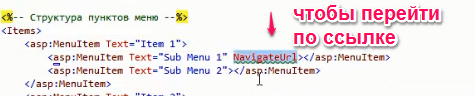 <%-- Структура пунктов меню --%>
<Items>
<asp:MenuItem Text="Item 1">
<asp:MenuItem Text="Sub Menu 1" NavigateUrl></asp:MenuItem>
<asp:MenuItem Text="Sub Menu 2"></asp:MenuItem>
</asp:MenuItem>
чтобы перейти
по ссылке